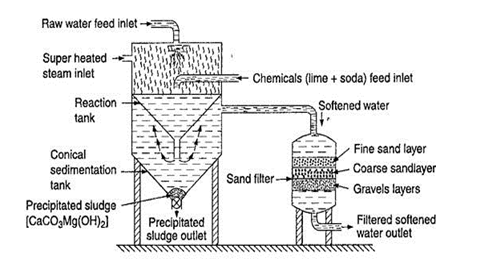 Raw water feed inlet
Super heated
steam inlet
Chemicals (lime + soda) feed inlet
Reaction
tank
Softened water
Conical
sedimentation
tank
Fine sand layer
Coarse sandlayer
Sand filter
Gravels layers
Precipitated sludge
[CaCO₃Mg(OH)₂]
Precipitated
sludge outlet
Filtered softened
water outlet